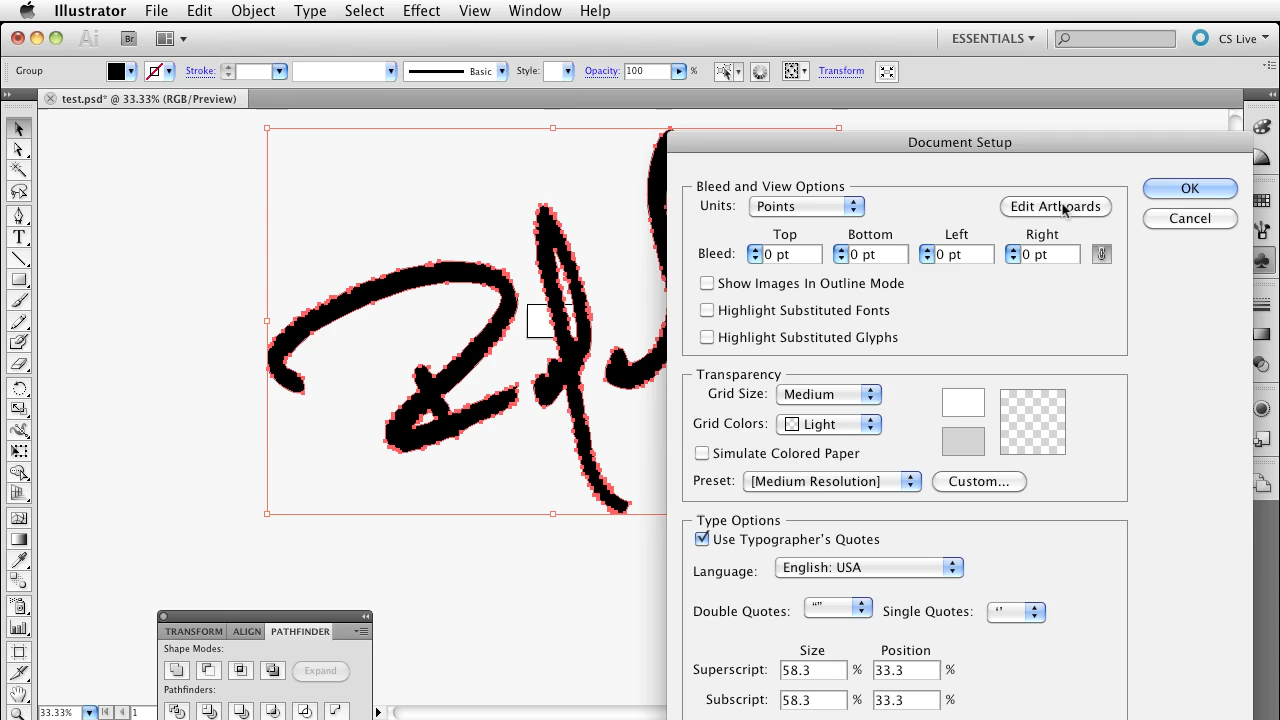 Illustrator File Edit Object Type Select Effect View Window Help
Ai Br ESSENTIALS CS Live
Group Stroke: Basic Style: Opacity: 100 % Transform
test.psd* @ 33.33% (RGB/Preview)
Document Setup
Bleed and View Options
Units: Points Edit Artboards OK
Cancel
Top Bottom Left Right
Bleed: 0 pt 0 pt 0 pt 0 pt
Show Images In Outline Mode
Highlight Substituted Fonts
Highlight Substituted Glyphs
Transparency
Grid Size: Medium
Grid Colors: Light
Simulate Colored Paper
Preset: [Medium Resolution] Custom...
Type Options
Use Typographer's Quotes
Language: English: USA
Double Quotes: “” Single Quotes: ‘’
Size Position
Superscript: 58.3 % 33.3 %
Subscript: 58.3 % 33.3 %
TRANSFORM ALIGN PATHFINDER
Shape Modes:
Expand
Pathfinders:
33.33% 1